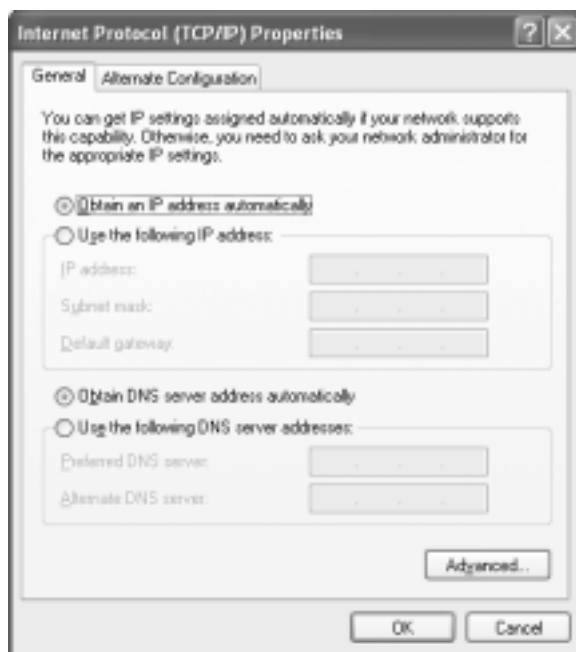 Internet Protocol (TCP/IP) Properties
General
Alternate Configuration
You can get IP settings assigned automatically if your network supports
this capability. Otherwise, you need to ask your network administrator for
the appropriate IP settings.
Obtain an IP address automatically
Use the following IP address:
IP address:
Subnet mask:
Default gateway:
Obtain DNS server address automatically
Use the following DNS server addresses:
Preferred DNS server:
Alternate DNS server:
Advanced...
OK
Cancel